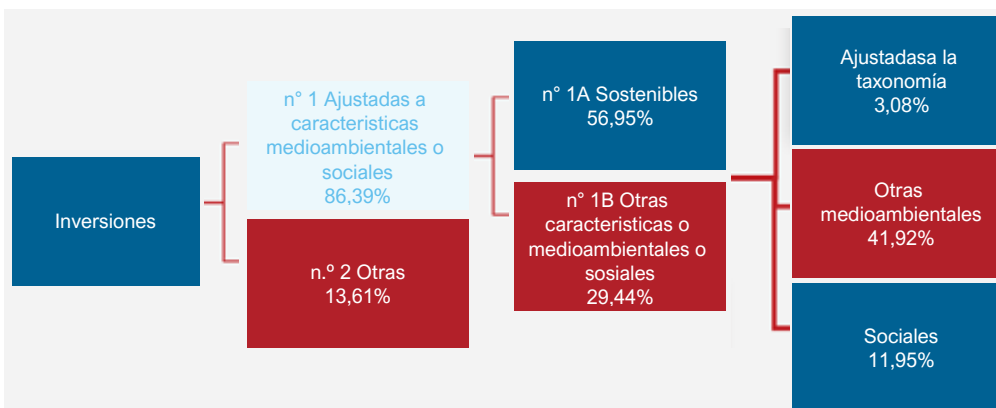 Inversiones
n° 1 Ajustadas a
caracteristicas
medioambientales o
sociales
86,39%
n.º 2 Otras
13,61%
n° 1A Sostenibles
56,95%
n° 1B Otras
caracteristicas o
medioambientales o
sosiales
29,44%
Ajustadasa la
taxonomía
3,08%
Otras
medioambientales
41,92%
Sociales
11,95%